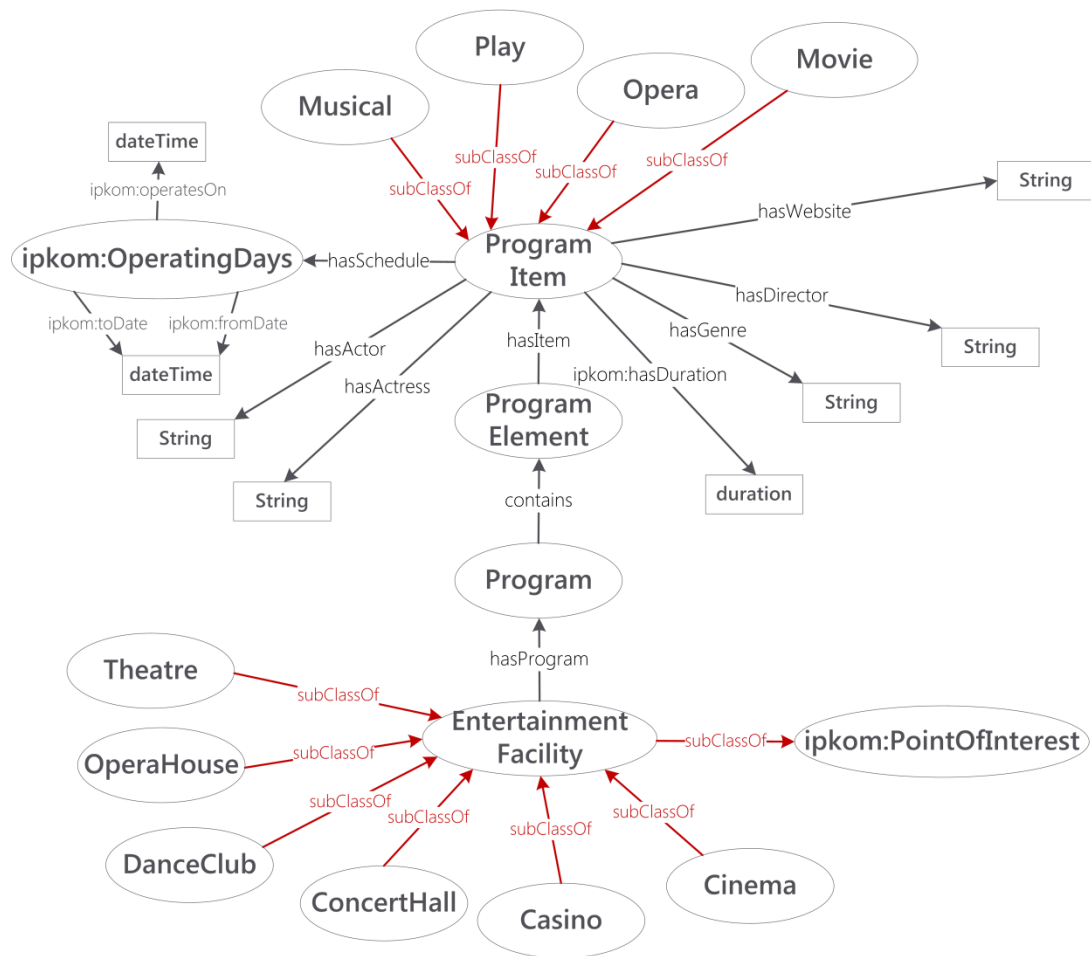 Play
Movie
Musical
Opera
dateTime
subClassOf
subClassOf
subClassOf
subClassOf
ipkom:operatesOn
String
hasWebsite
ipkom:OperatingDays
hasSchedule
Program
Item
hasDirector
ipkom:toDate
ipkom:fromDate
hasGenre
hasItem
String
hasActor
dateTime
hasActress
ipkom:hasDuration
String
Program
Element
String
String
duration
contains
Program
hasProgram
Theatre
subClassOf
Entertainment
Facility
subClassOf
ipkom:PointOfInterest
OperaHouse
subClassOf
subClassOf
subClassOf
subClassOf
subClassOf
DanceClub
ConcertHall
Casino
Cinema